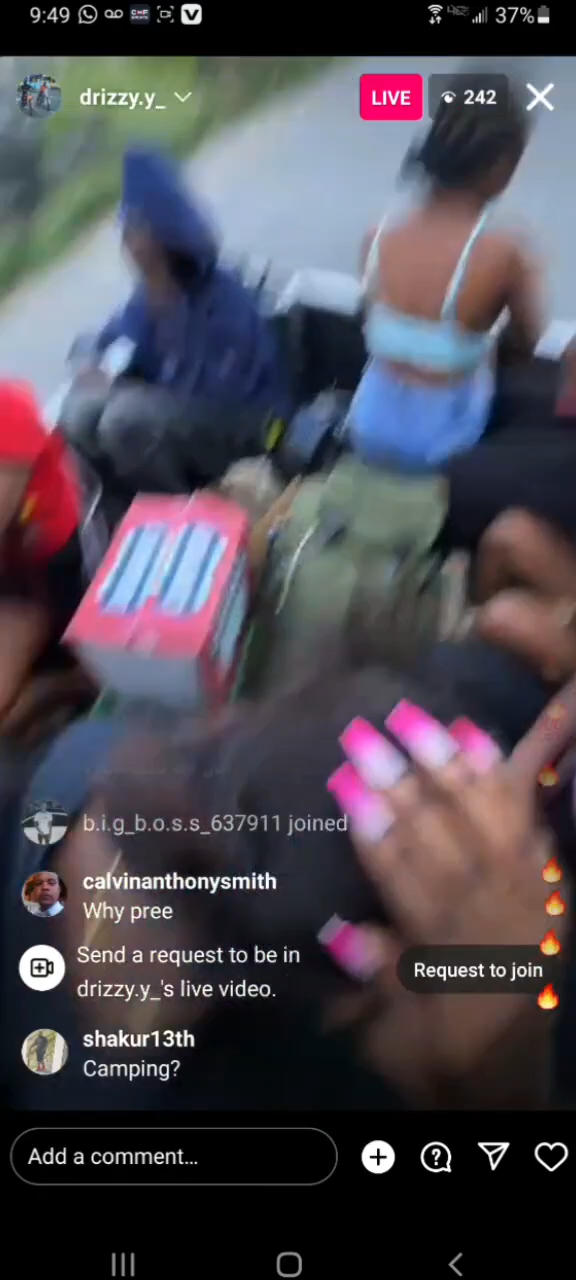 9:49
37%
drizzy.y_
LIVE
242
b.i.g_b.o.s.s_637911 joined
calvinanthonysmith
Why pree
Send a request to be in
drizzy.y_'s live video.
Request to join
shakur13th
Camping?
Add a comment…